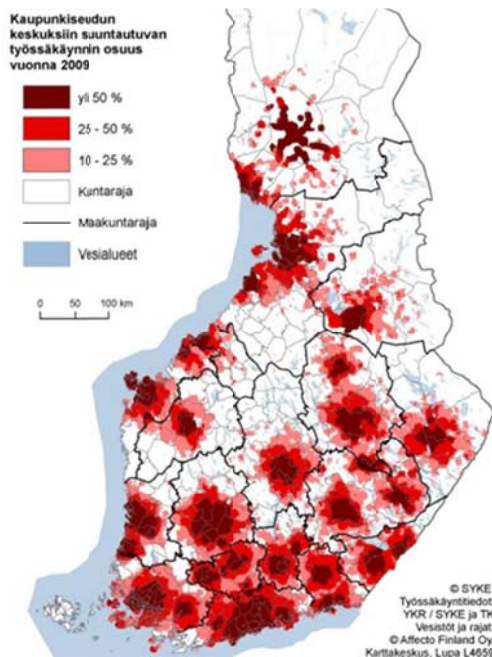 Kaupunkiseudun
keskuksiin suuntautuvan
työssäkäynnin osuus
vuonna 2009
yli 50 %
25 - 50 %
10 - 25 %
Kuntaraja
Maakuntaraja
Vesialueet
0 50 100 km
© SYKE
Työssäkäyntitiedot
YKR / SYKE ja TK
Vesistöt ja rajat
© Affecto Finland Oy
Karttakeskus, Lupa L4659